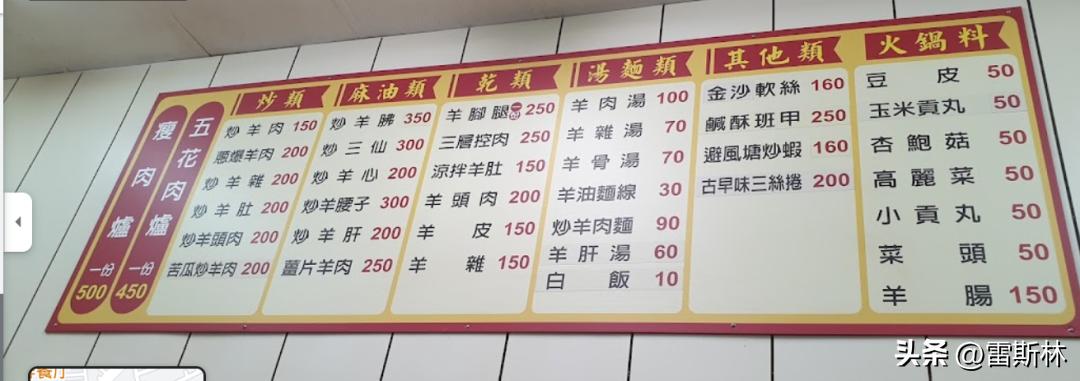 瘦肉爐 一份 500
五花肉爐 一份 450
炒類
炒羊肉 150
蔥爆羊肉 200
炒羊雜 200
炒羊肚 200
炒羊頭肉 200
苦瓜炒羊肉 200
麻油類
炒羊腓 350
炒三仙 300
炒羊心 200
炒羊腰子 300
炒羊肝 200
薑片羊肉 250
乾類
羊腳腿 250
三層控肉 250
涼拌羊肚 150
羊頭肉 200
羊皮 150
羊雜 150
湯麵類
羊肉湯 100
羊雜湯 70
羊骨湯 70
羊油麵線 30
炒羊肉麵 90
羊肝湯 60
白飯 10
其他類
金沙軟絲 160
鹹酥班甲 250
避風塘炒蝦 160
古早味三絲捲 200
火鍋料
豆皮 50
玉米貢丸 50
杏鮑菇 50
高麗菜 50
小貢丸 50
菜頭 50
羊腸 150
餐厅
头条 @雷斯林